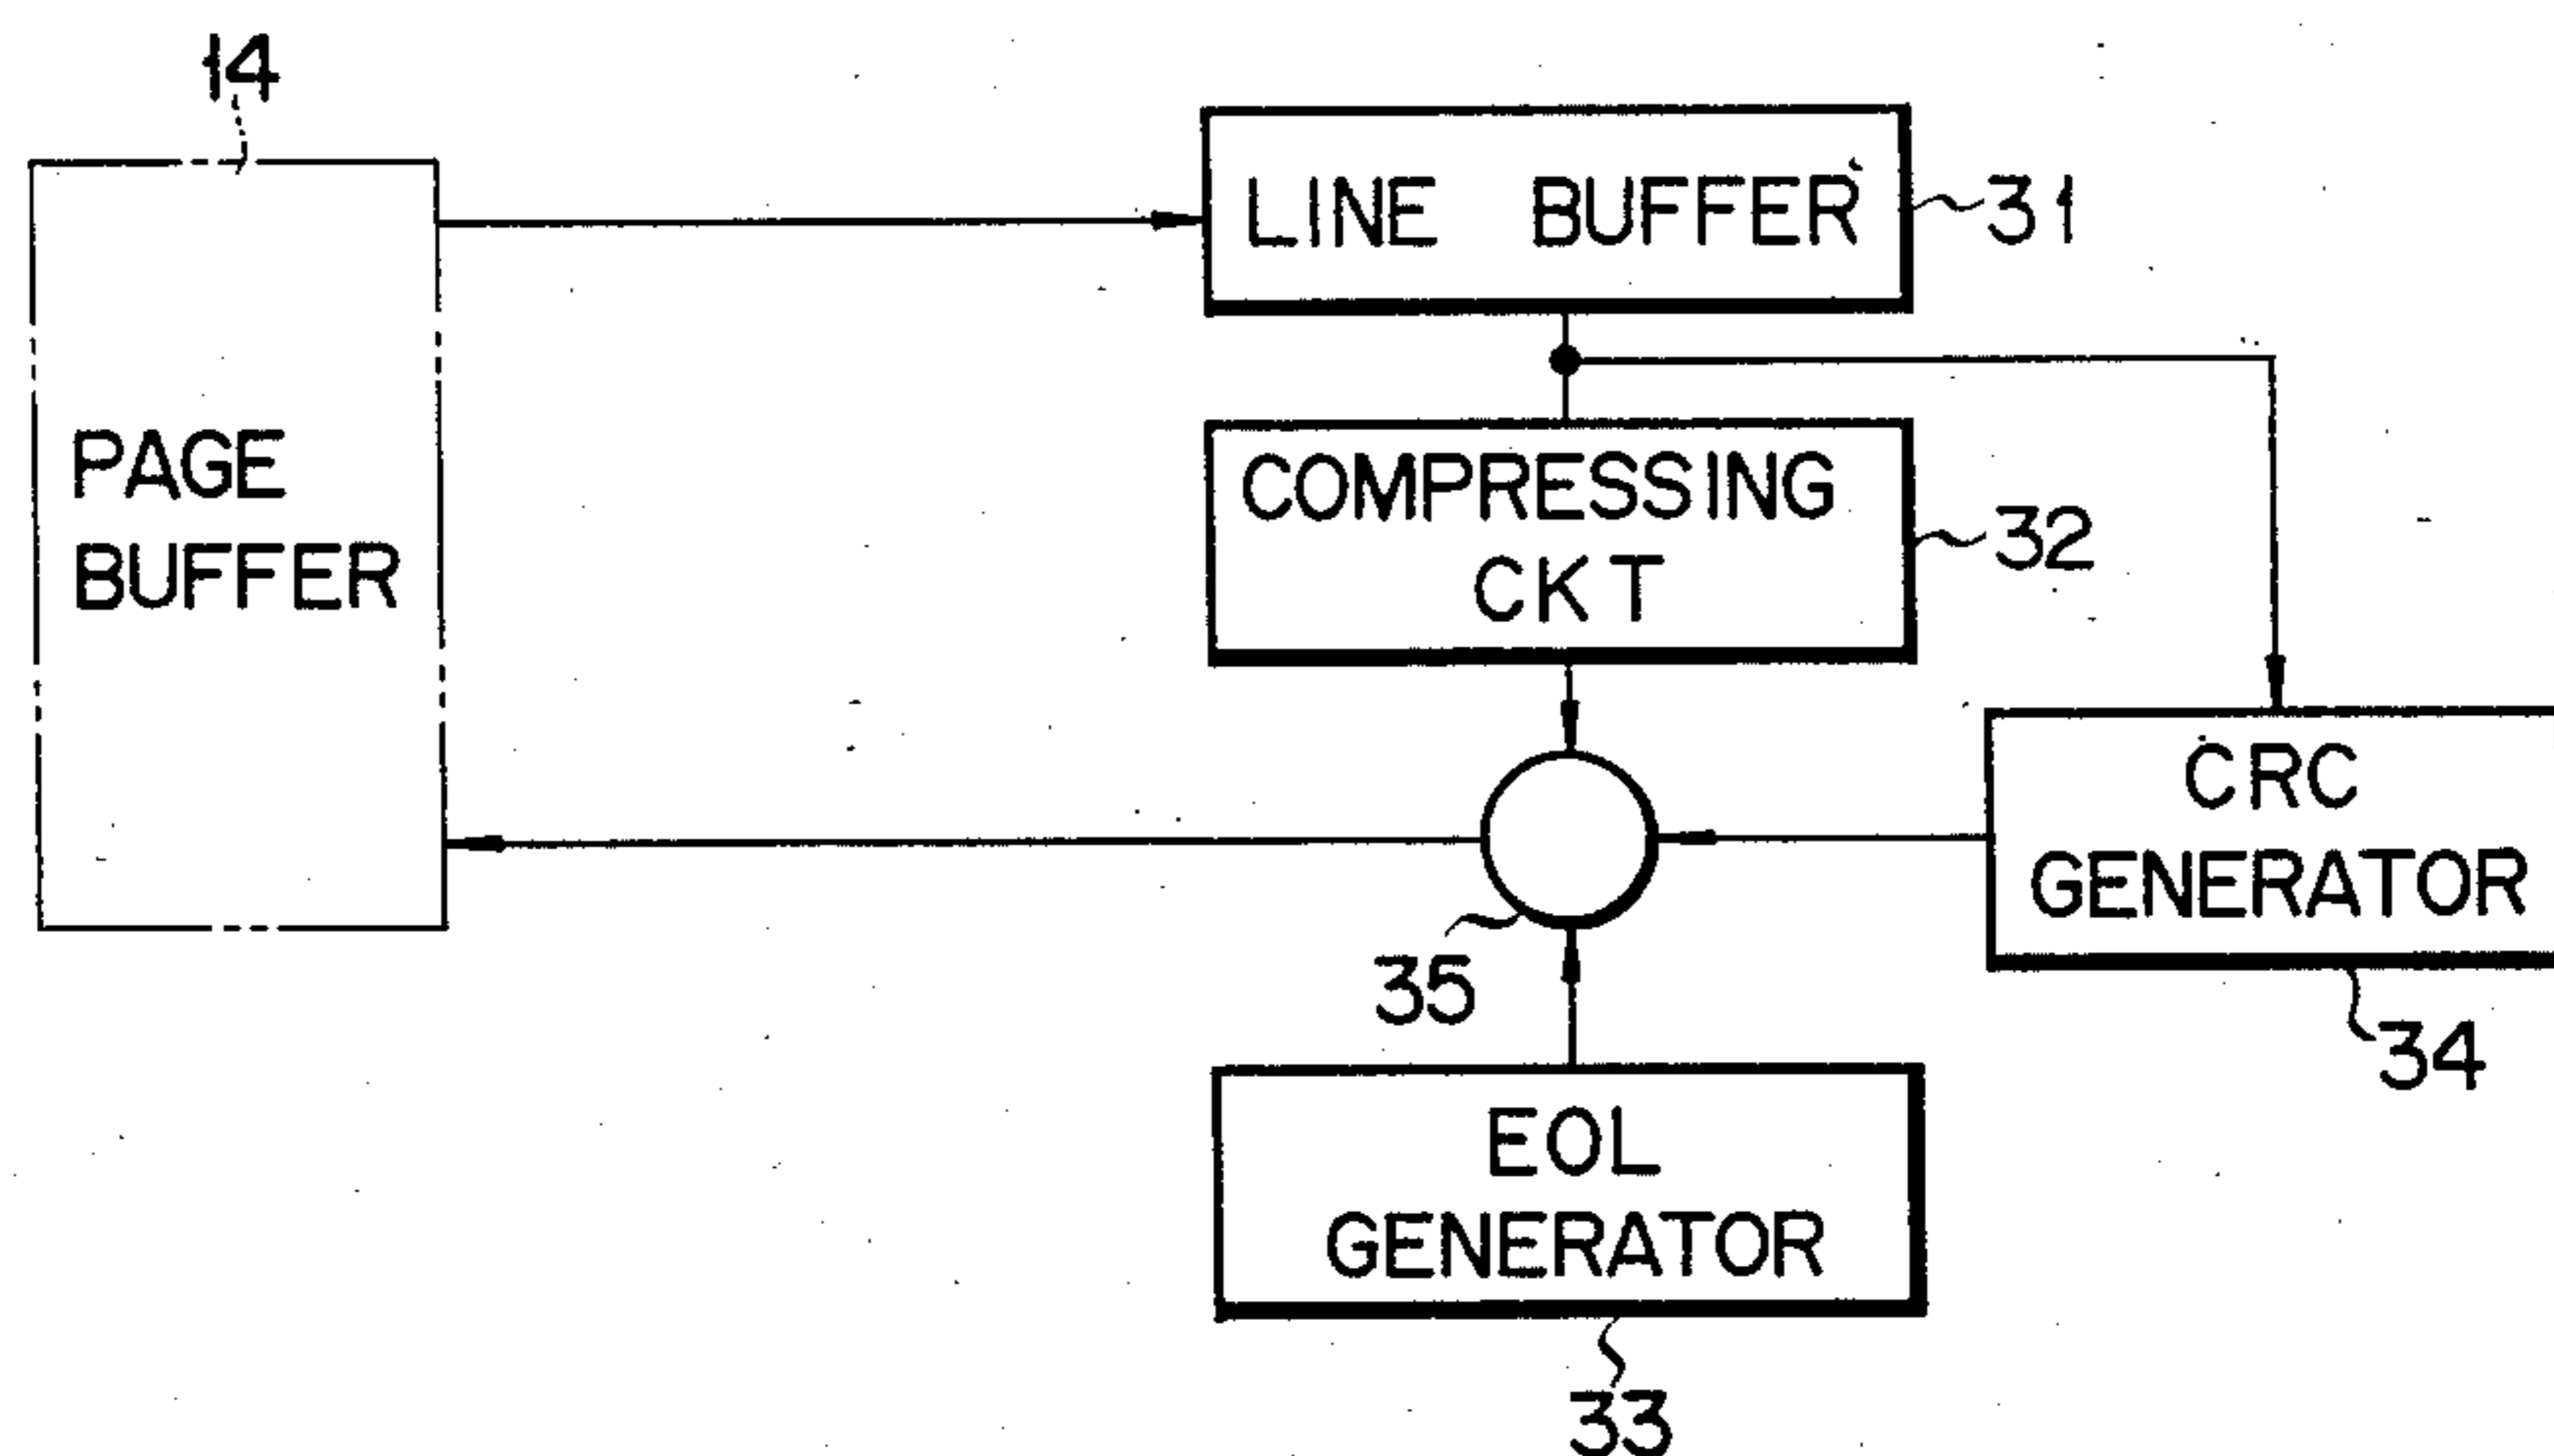 14
PAGE
BUFFER
LINE BUFFER
31
COMPRESSING
CKT
32
CRC
GENERATOR
34
35
EOL
GENERATOR
33